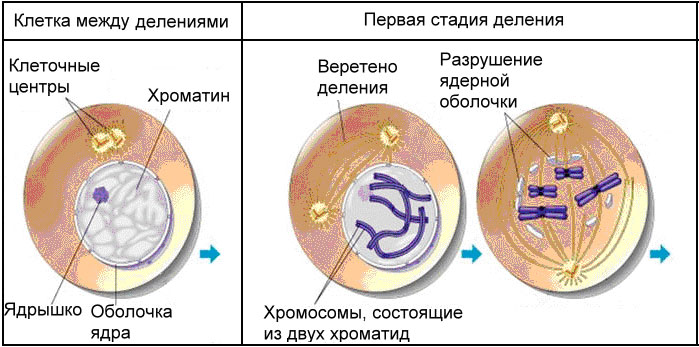 Клетка между делениями
Первая стадия деления
Клеточные
центры
Хроматин
Ядрышко
Оболочка
ядра
Веретено
деления
Разрушение
ядерной
оболочки
Хромосомы, состоящие
из двух хроматид